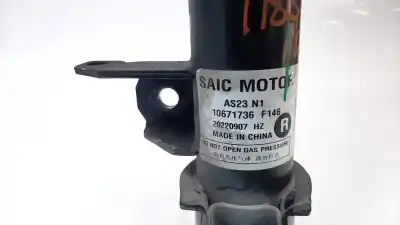 SAIC MOTOR
AS23 N1
10671736 F146
20220907 HZ
R
MADE IN CHINA
DO NOT OPEN GAS PRESSURE